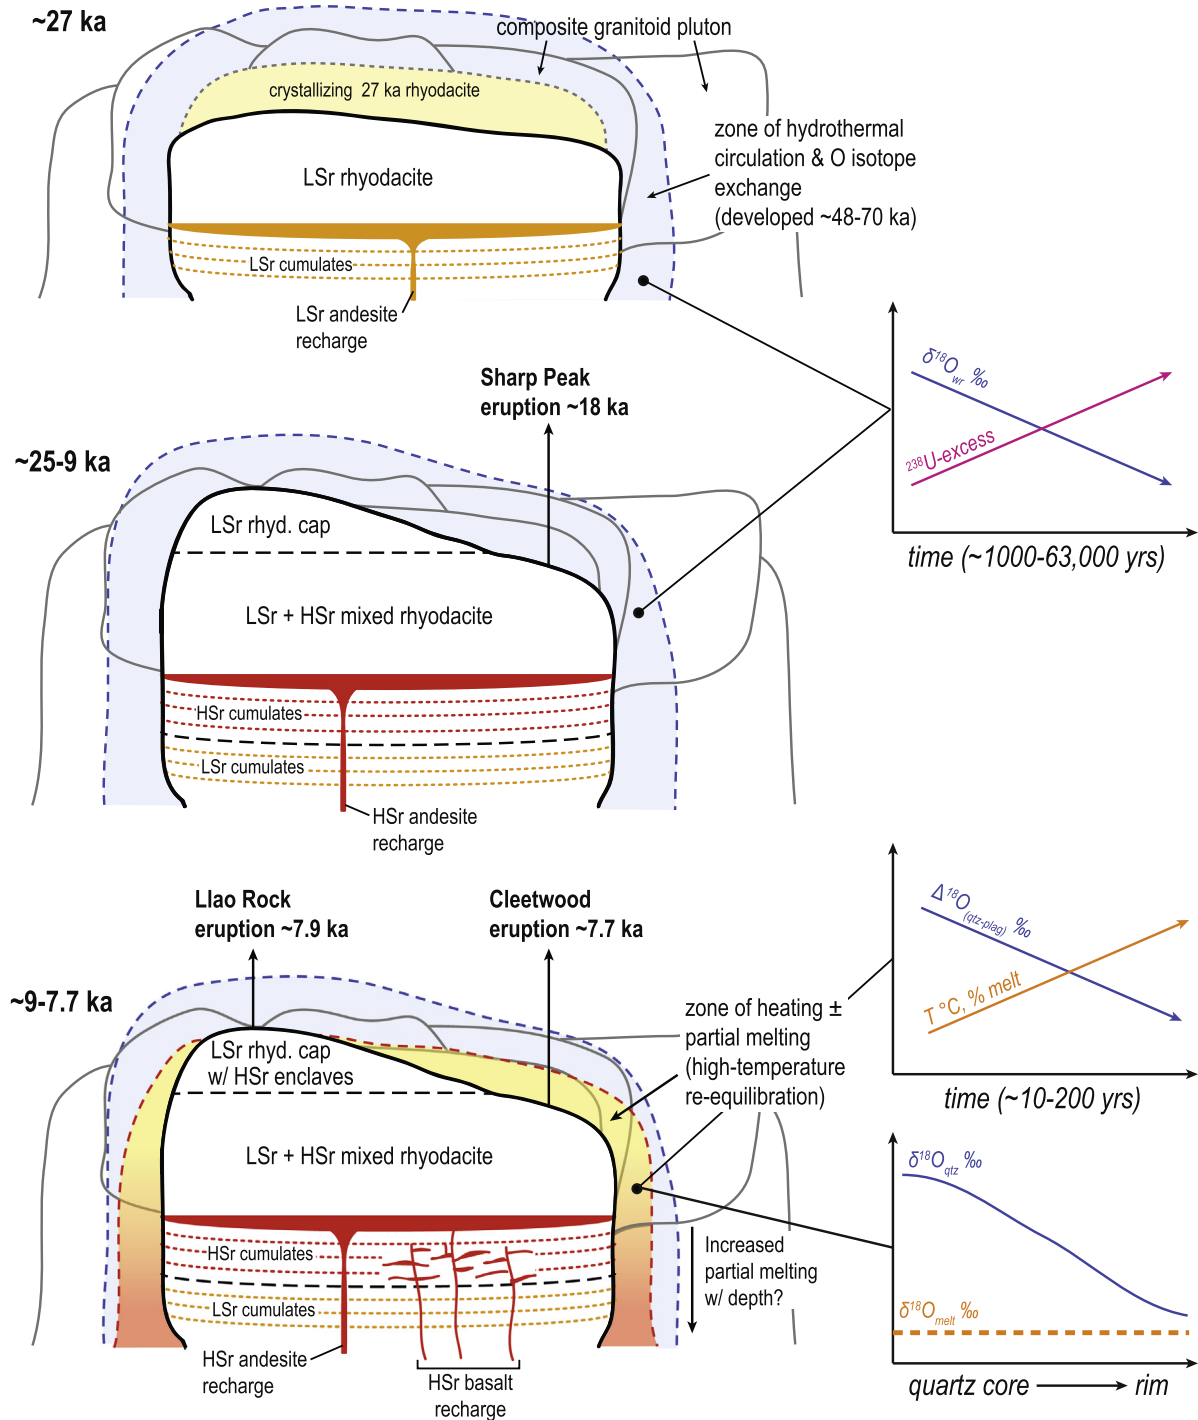 ~27 ka
composite granitoid pluton
crystallizing 27 ka rhyodacite
zone of hydrothermal
circulation & O isotope
exchange
(developed ~48-70 ka)
LSr rhyodacite
LSr cumulates
LSr andesite
recharge
δ¹⁸O_wr ‰
²³⁸U-excess
time (~1000-63,000 yrs)
Sharp Peak
eruption ~18 ka
~25-9 ka
LSr rhyd. cap
LSr + HSr mixed rhyodacite
HSr cumulates
LSr cumulates
HSr andesite
recharge
Llao Rock
eruption ~7.9 ka
Cleetwood
eruption ~7.7 ka
~9-7.7 ka
zone of heating ±
partial melting
(high-temperature
re-equilibration)
LSr rhyd. cap
w/ HSr enclaves
LSr + HSr mixed rhyodacite
HSr cumulates
LSr cumulates
Increased
partial melting
w/ depth?
HSr andesite
recharge
HSr basalt
recharge
Δ¹⁸O_(qtz-plag) ‰
T °C, % melt
time (~10-200 yrs)
δ¹⁸O_qtz ‰
δ¹⁸O_melt ‰
quartz core rim